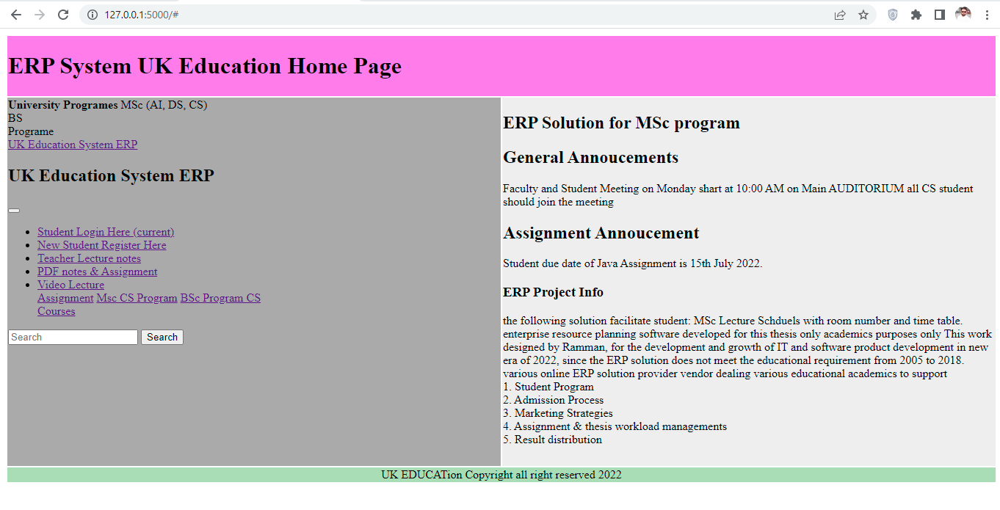 127.0.0.1:5000/#
ERP System UK Education Home Page
University Programes MSc (AI, DS, CS)
BS
Programe
UK Education System ERP
UK Education System ERP
Student Login Here (current)
New Student Register Here
Teacher Lecture notes
PDF notes & Assignment
Video Lecture
Assignment Msc CS Program BSc Program CS
Courses
Search Search
ERP Solution for MSc program
General Annoucements
Faculty and Student Meeting on Monday shart at 10:00 AM on Main AUDITORIUM all CS student
should join the meeting
Assignment Annoucement
Student due date of Java Assignment is 15th July 2022.
ERP Project Info
the following solution facilitate student: MSc Lecture Schduels with room number and time table.
enterprise resource planning software developed for this thesis only academics purposes only This work
designed by Ramman, for the development and growth of IT and software product development in new
era of 2022, since the ERP solution does not meet the educational requirement from 2005 to 2018.
various online ERP solution provider vendor dealing various educational academics to support
1. Student Program
2. Admission Process
3. Marketing Strategies
4. Assignment & thesis workload managements
5. Result distribution
UK EDUCATion Copyright all right reserved 2022